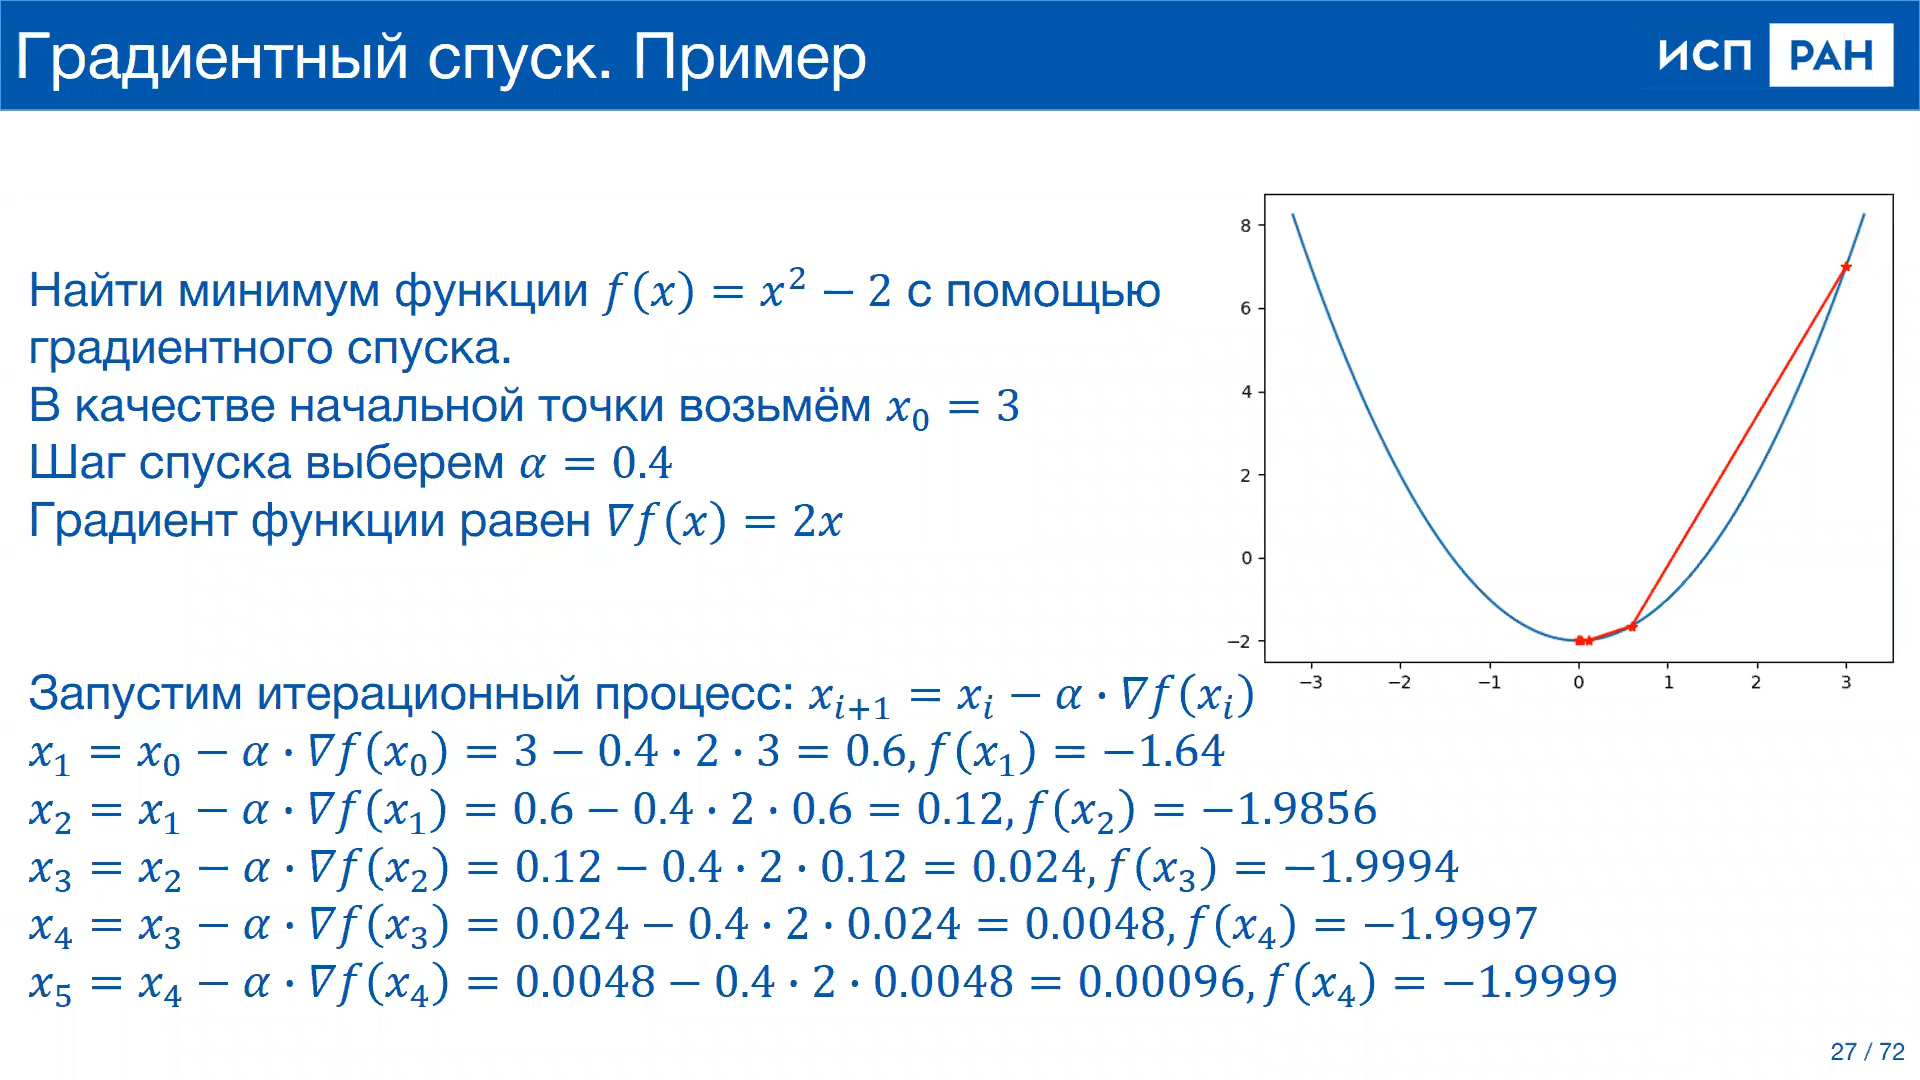 Градиентный спуск. Пример
ИСП РАН
Найти минимум функции f(x) = x² − 2 с помощью
градиентного спуска.
В качестве начальной точки возьмём x₀ = 3
Шаг спуска выберем α = 0.4
Градиент функции равен ∇f(x) = 2x
8
6
4
2
0
−2
−3 −2 −1 0 1 2 3
Запустим итерационный процесс: xᵢ₊₁ = xᵢ − α · ∇f(xᵢ)
x₁ = x₀ − α · ∇f(x₀) = 3 − 0.4 · 2 · 3 = 0.6, f(x₁) = −1.64
x₂ = x₁ − α · ∇f(x₁) = 0.6 − 0.4 · 2 · 0.6 = 0.12, f(x₂) = −1.9856
x₃ = x₂ − α · ∇f(x₂) = 0.12 − 0.4 · 2 · 0.12 = 0.024, f(x₃) = −1.9994
x₄ = x₃ − α · ∇f(x₃) = 0.024 − 0.4 · 2 · 0.024 = 0.0048, f(x₄) = −1.9997
x₅ = x₄ − α · ∇f(x₄) = 0.0048 − 0.4 · 2 · 0.0048 = 0.00096, f(x₄) = −1.9999
27 / 72